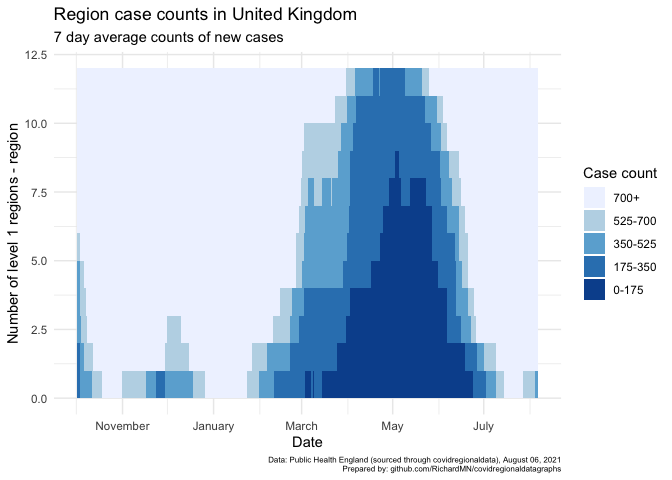 Region case counts in United Kingdom
7 day average counts of new cases
12.5
10.0
7.5
5.0
2.5
0.0
Number of level 1 regions - region
November
January
March
May
July
Date
Case count
700+
525-700
350-525
175-350
0-175
Data: Public Health England (sourced through covidregionaldata), August 06, 2021
Prepared by: github.com/RichardMN/covidregionaldatagraphs